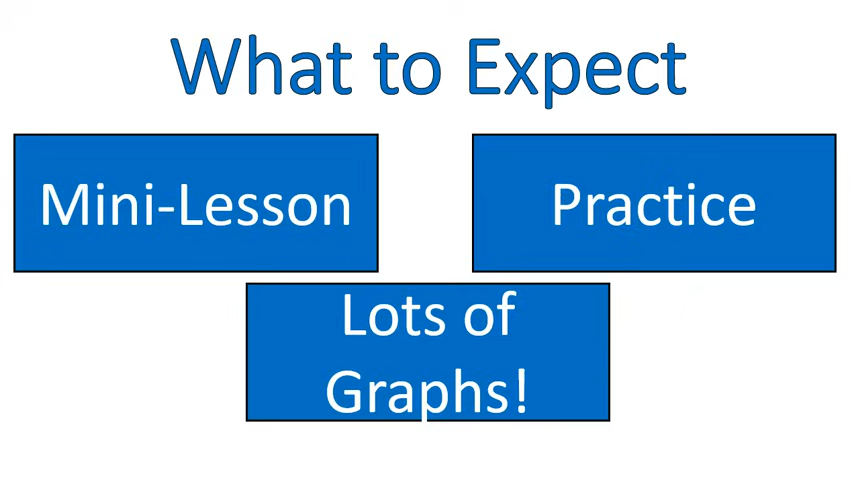 What to Expect
Mini-Lesson
Practice
Lots of
Graphs!